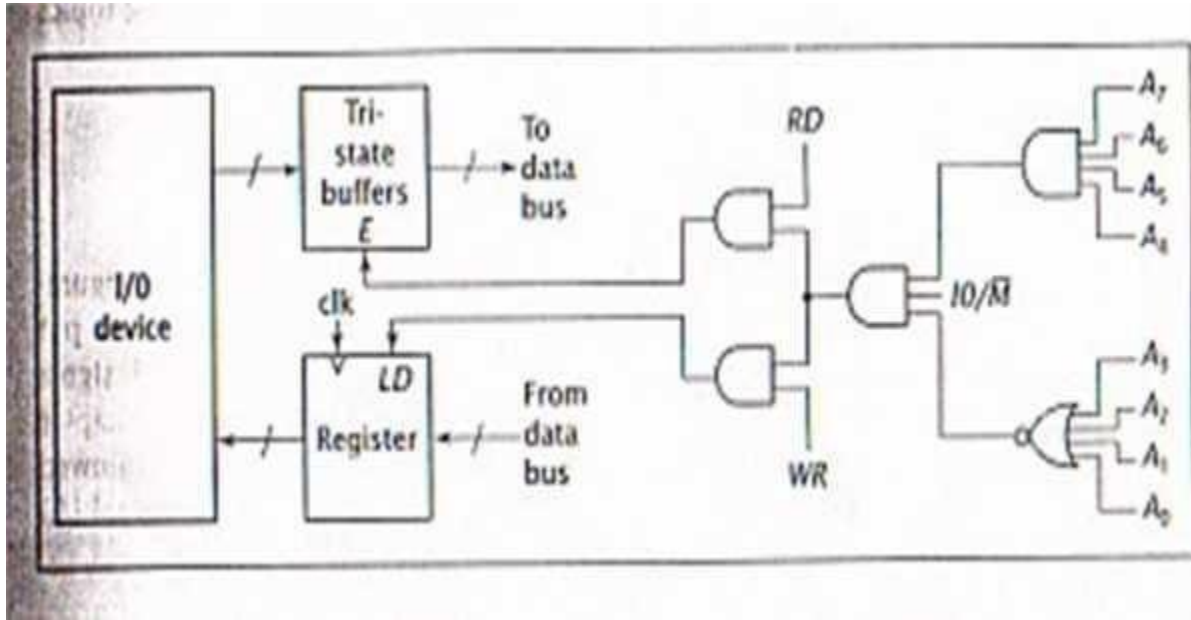 Tri-
state
buffers
E
To
data
bus
RD
A₇
A₆
A₅
A₄
I/O
device
clk
LD
Register
From
data
bus
IO/M̅
WR
A₃
A₂
A₁
A₀